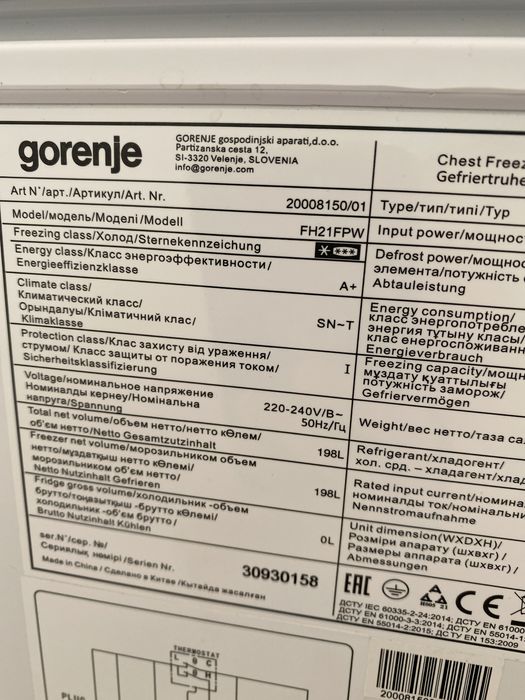 gorenje
GORENJE gospodinjski aparati,d.o.o.
Partizanska cesta 12,
SI-3320 Velenje, SLOVENIA
info@gorenje.com
Art N°/арт./Артикул/Art. Nr.
20008150/01
Model/модель/Моделі/Modell
FH21FPW
Freezing class/Холод/Sternekennzeichung
Energy class/Класс энергоэффективности/
Energieeffizienzklasse
A+
Climate class/
Климатический класс/
Орындалуы/Кліматичний клас/
Klimaklasse
SN~T
Protection class/Клас захисту від ураження/
струмом/ Класс защиты от поражения током/
Sicherheitsklassifizierung
I
Voltage/номинальное напряжение
Номиналды кернеу/Номінальна
напруга/Spannung
220-240V/В~
50Hz/Гц
Total net volume/объем нетто/нетто көлем/
об'єм нетто/Netto Gesamtzutzinhalt
198L
Freezer net volume/морозильником объем
нетто/мұздатқыш нетто көлемі/
морозильником об'єм нетто/
Netto Nutzinhalt Gefrieren
198L
Fridge gross volume/холодильник -объем
брутто/тоңазытқыш -бутто көлемі/
холодильник -об'єм брутто/
Brutto Nutzinhalt Kühlen
0L
ser.N°/сер. №/
Сериялық нөмірі/Serien Nr.
30930158
Made in China / Сделано в Китае /Кытайда жасалған
Chest Freez
Gefriertruhe
Type/тип/типі/Typ
Input power/мощнос
Defrost power/мощно
элемента/потужність
Abtauleistung
Energy consumption/
класс энергопотребле
энергия тұтыну класы/
клас енергоспоживанн
Energieverbrauch
Freezing capacity/мощн
мұздату қуаттылығы
потужність заморож/
Gefriervermögen
Weight/вес нетто/таза са
Refrigerant/хладогент/
хол. срд. – хладагент/хлад
Rated input current/номина
номиналды ток/номінальн
Nennstromaufnahme
Unit dimension(WXDXH)/
Розміри апарату (шхвхг) /
Размеры аппарата (шхвхг) /
Abmessungen
EAC
CE
ДСТУ IEC 60335-2-24:2014; ДСТУ EN 61000
ДСТУ EN 61000-3-3:2014; ДСТУ EN 55014-1
ДСТУ EN 55014-2:2015; ДСТУ EN 153:2009
THERMOSTAT
L
C
H